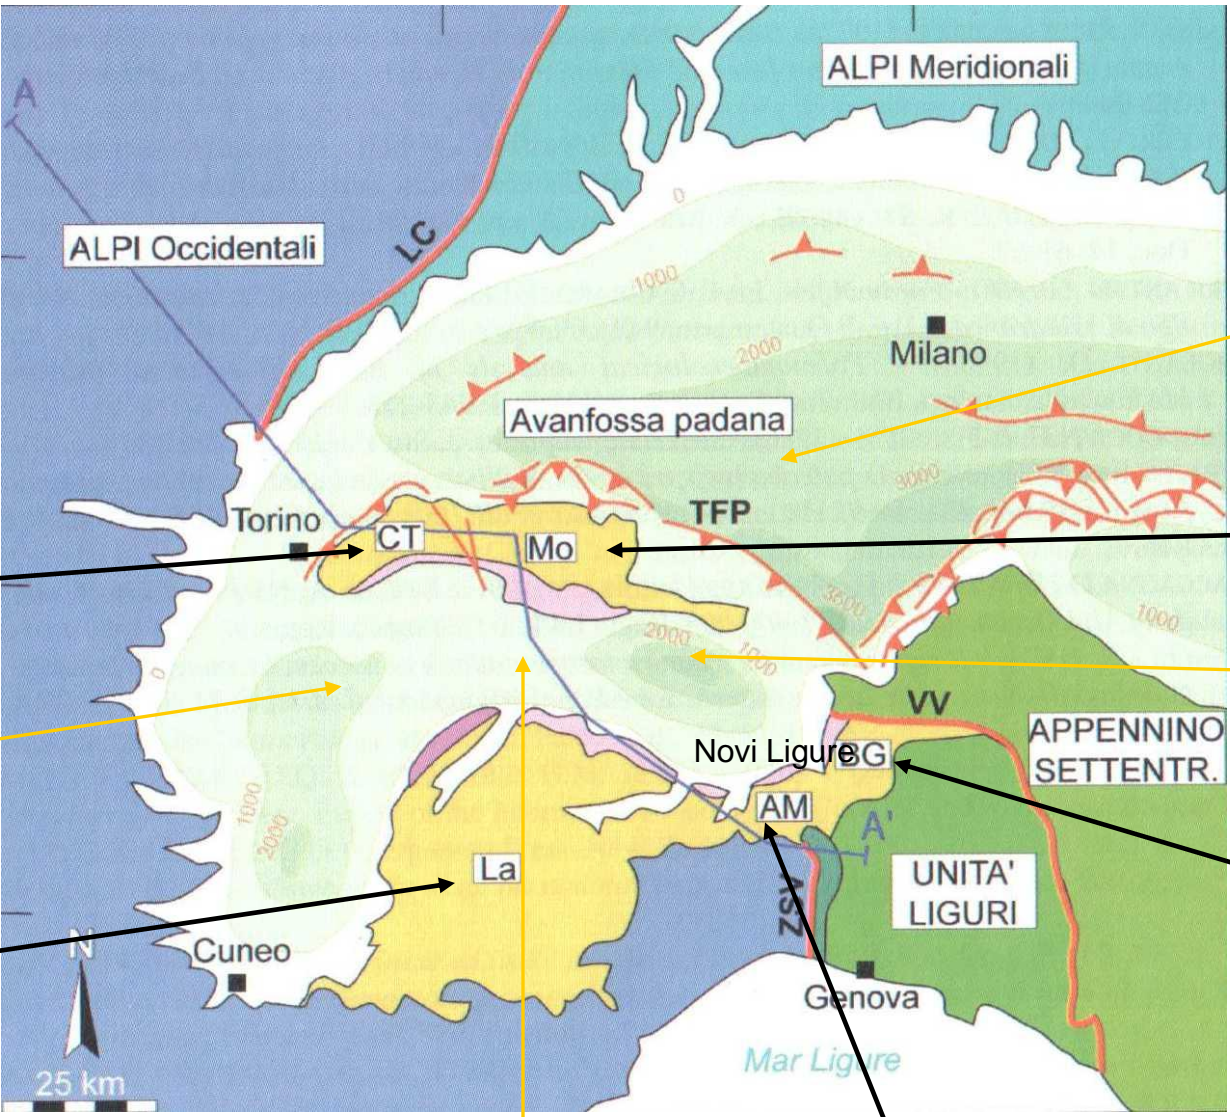 ALPI Meridionali
A
0
ALPI Occidentali
LC
1000
Milano
2000
Avanfossa padana
3000
TFP
Torino
CT
Mo
3500
1000
2000
1000
0
VV
APPENNINO
SETTENTR.
Novi Ligure
BG
1000
2000
AM
A'
La
UNITA'
LIGURI
ASZ
N
Cuneo
Genova
Mar Ligure
25 km